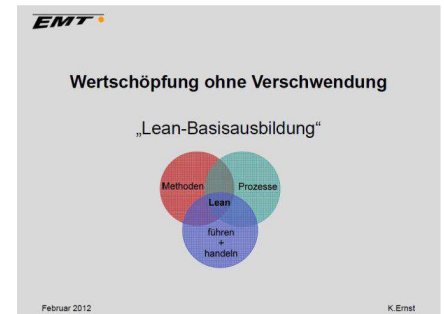 EMT
Wertschöpfung ohne Verschwendung
„Lean-Basisausbildung“
Methoden Prozesse
Lean
führen
+
handeln
Februar 2012 K.Ernst